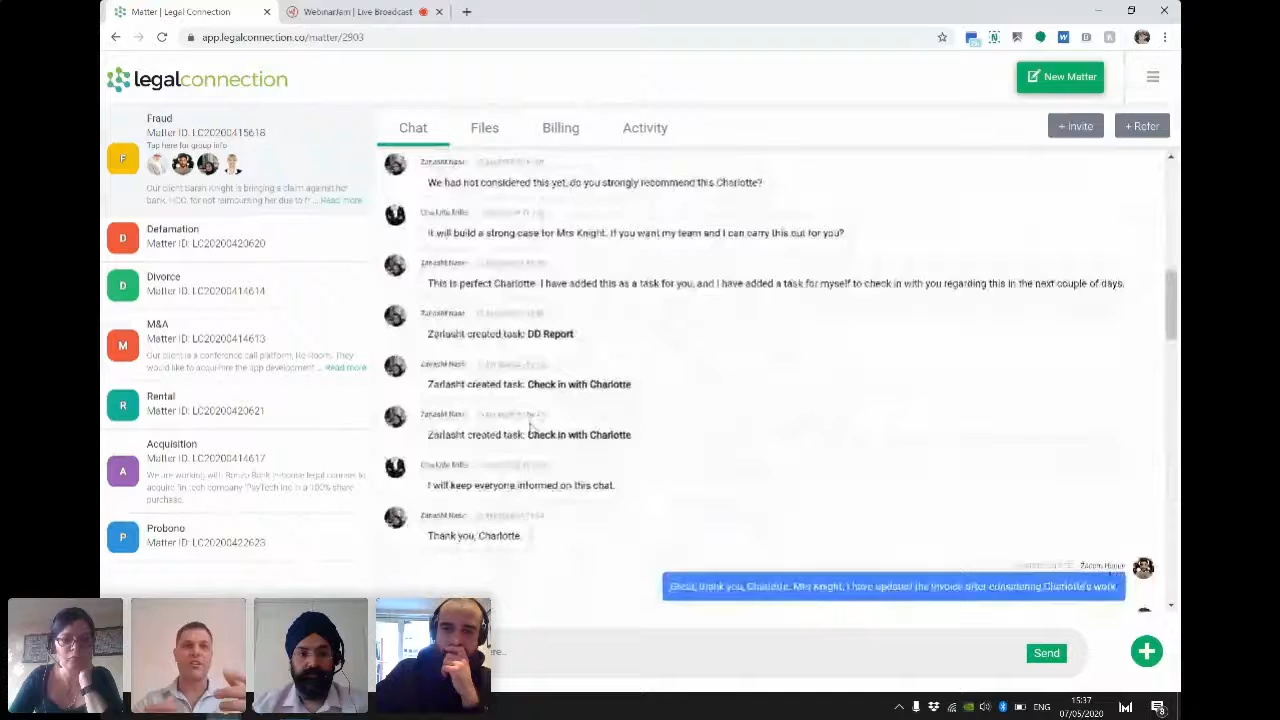 Matter | Legal Connection
WebinarJam | Live Broadcast
app.legalconnection.co/matter/2903
legalconnection
New Matter
Fraud
Matter ID: LC20200415618
Tap here for group info
F
Our client Sarah Knight is bringing a claim against her
bank, HCC, for not reimbursing her due to fr ... Read more
D
Defamation
Matter ID: LC20200420620
D
Divorce
Matter ID: LC20200414614
M
M&A
Matter ID: LC20200414613
Our client is a conference call platform, Re-Room. They
would like to acqui-hire the app development ... Read more
R
Rental
Matter ID: LC20200420621
A
Acquisition
Matter ID: LC20200414617
We are working with Bank inhouse legal counsel to
acquire fintech company 'PayTech Inc in a 100% share
purchase.
P
Probono
Matter ID: LC20200422623
Chat Files Billing Activity
+ Invite + Refer
We had not considered this yet, do you strongly recommend this Charlotte?
It will build a strong case for Mrs Knight. If you want my team and I can carry this out for you?
This is perfect Charlotte. I have added this as a task for you, and I have added a task for myself to check in with you regarding this in the next couple of days.
Zarlasht created task: DD Report
Zarlasht created task: Check in with Charlotte
Zarlasht created task: Check in with Charlotte
I will keep everyone informed on this chat.
Thank you, Charlotte.
Great, thank you, Charlotte. Mrs Knight, I have updated the invoice after considering Charlotte's work.
Send
ENG
15:37
07/05/2020